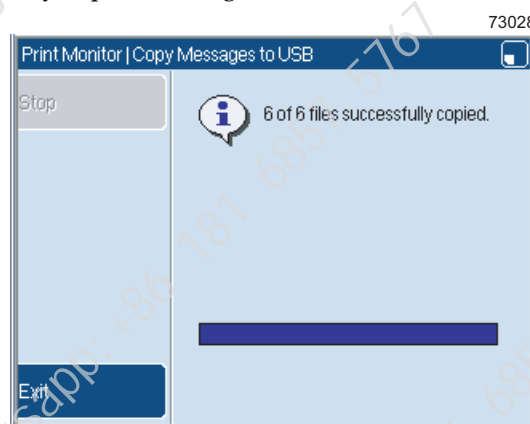 73028
Print Monitor | Copy Messages to USB
Stop
6 of 6 files successfully copied.
Exit